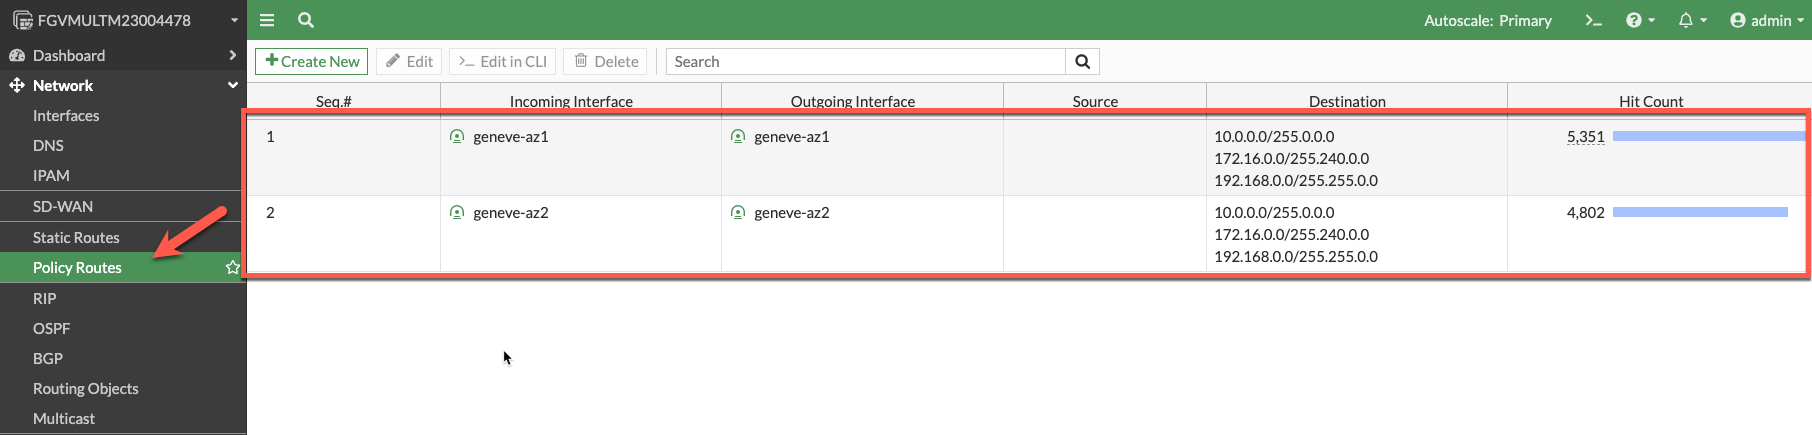 FGVMULTM23004478
Autoscale: Primary
admin
Dashboard
Network
Interfaces
DNS
IPAM
SD-WAN
Static Routes
Policy Routes
RIP
OSPF
BGP
Routing Objects
Multicast
Create New Edit Edit in CLI Delete Search
Seq.# Incoming Interface Outgoing Interface Source Destination Hit Count
1 geneve-az1 geneve-az1 10.0.0.0/255.0.0.0 5,351
172.16.0.0/255.240.0.0
192.168.0.0/255.255.0.0
2 geneve-az2 geneve-az2 10.0.0.0/255.0.0.0 4,802
172.16.0.0/255.240.0.0
192.168.0.0/255.255.0.0